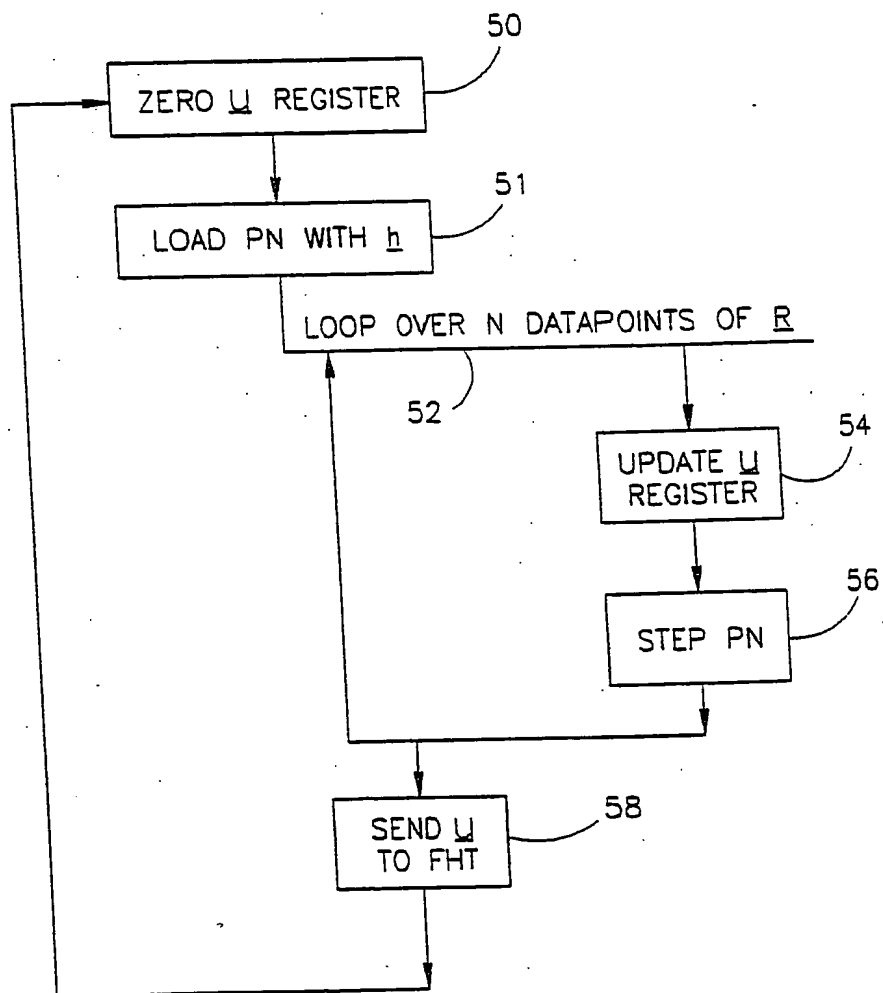 50
ZERO U REGISTER
51
LOAD PN WITH h
LOOP OVER N DATAPOINTS OF R
52
54
UPDATE U
REGISTER
56
STEP PN
58
SEND U
TO FHT